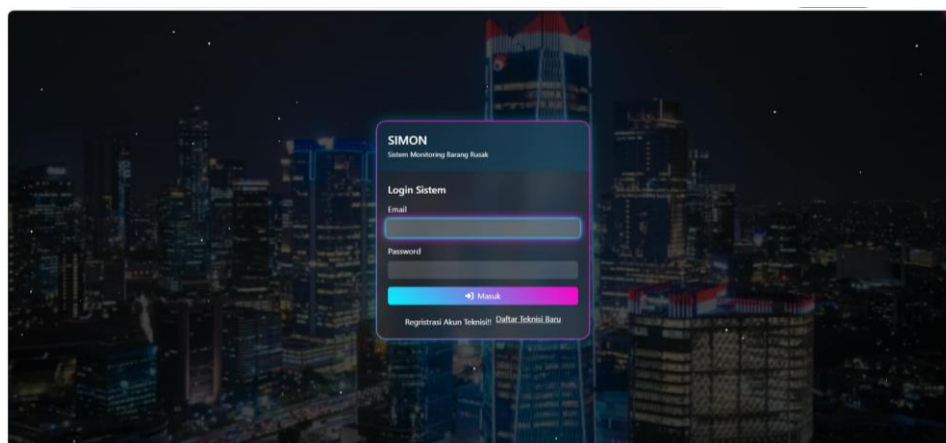 SIMON
Sistem Monitoring Barang Rusak
Login Sistem
Email
Password
Masuk
Regristrasi Akun Teknisi!! Daftar Teknisi Baru